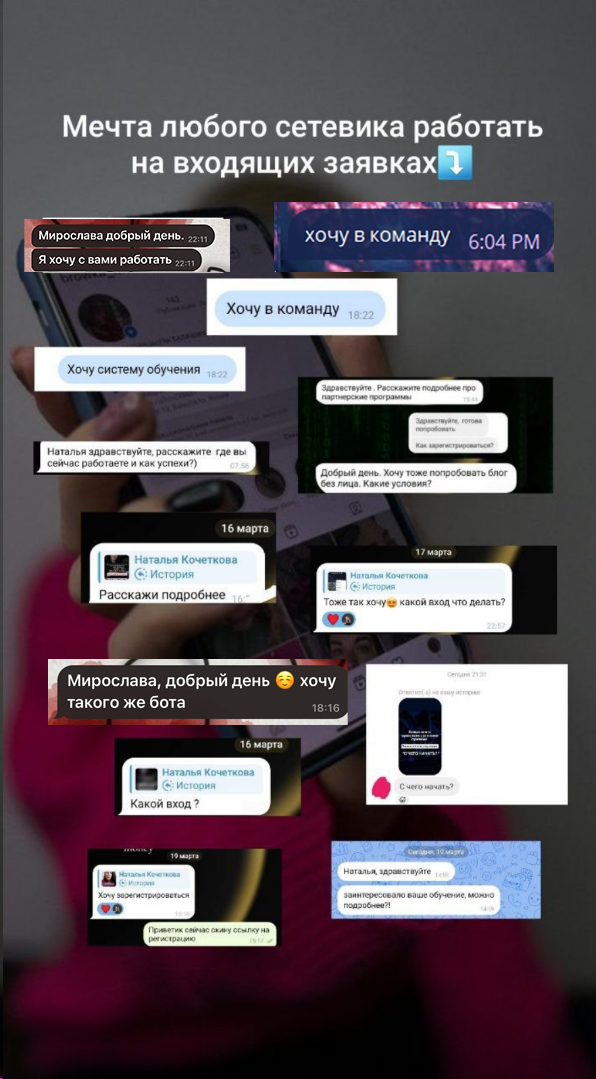 Мечта любого сетевика работать
на входящих заявках⤵️
Мирослава добрый день. 22:11
Я хочу с вами работать 22:11
хочу в команду 6:04 PM
Хочу в команду 18:22
Хочу систему обучения 18:22
Здравствуйте . Расскажите подробнее про
партнерские программы
Здравствуйте, готова
попробовать
Как зарегистрироваться?
Добрый день. Хочу тоже попробовать блог
без лица. Какие условия?
Наталья здравствуйте, расскажите где вы
сейчас работаете и как успехи?) 07:56
16 марта
Наталья Кочеткова
История
Расскажи подробнее
17 марта
Наталья Кочеткова
История
Тоже так хочу😍 какой вход что делать?
22:57
Мирослава, добрый день ☺️ хочу
такого же бота 18:16
Сегодня 21:31
Ответил(-а) на вашу историю
С чего начать?
16 марта
Наталья Кочеткова
История
Какой вход ?
money
19 марта
Наталья Кочеткова
История
Хочу зарегистрироваться
Приветик сейчас скину ссылку на
регистрацию
Сегодня, 15 марта
Наталья, здравствуйте
заинтересовало ваше обучение, можно
подробнее?!